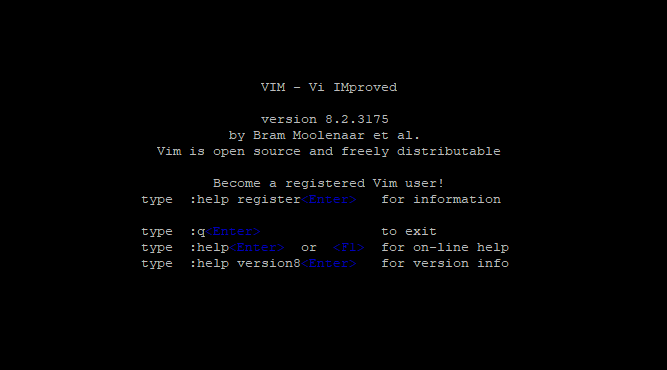 VIM - Vi IMproved
version 8.2.3175
by Bram Moolenaar et al.
Vim is open source and freely distributable
Become a registered Vim user!
type  :help register<Enter>   for information
type  :q<Enter>               to exit
type  :help<Enter>  or  <F1>  for on-line help
type  :help version8<Enter>   for version info